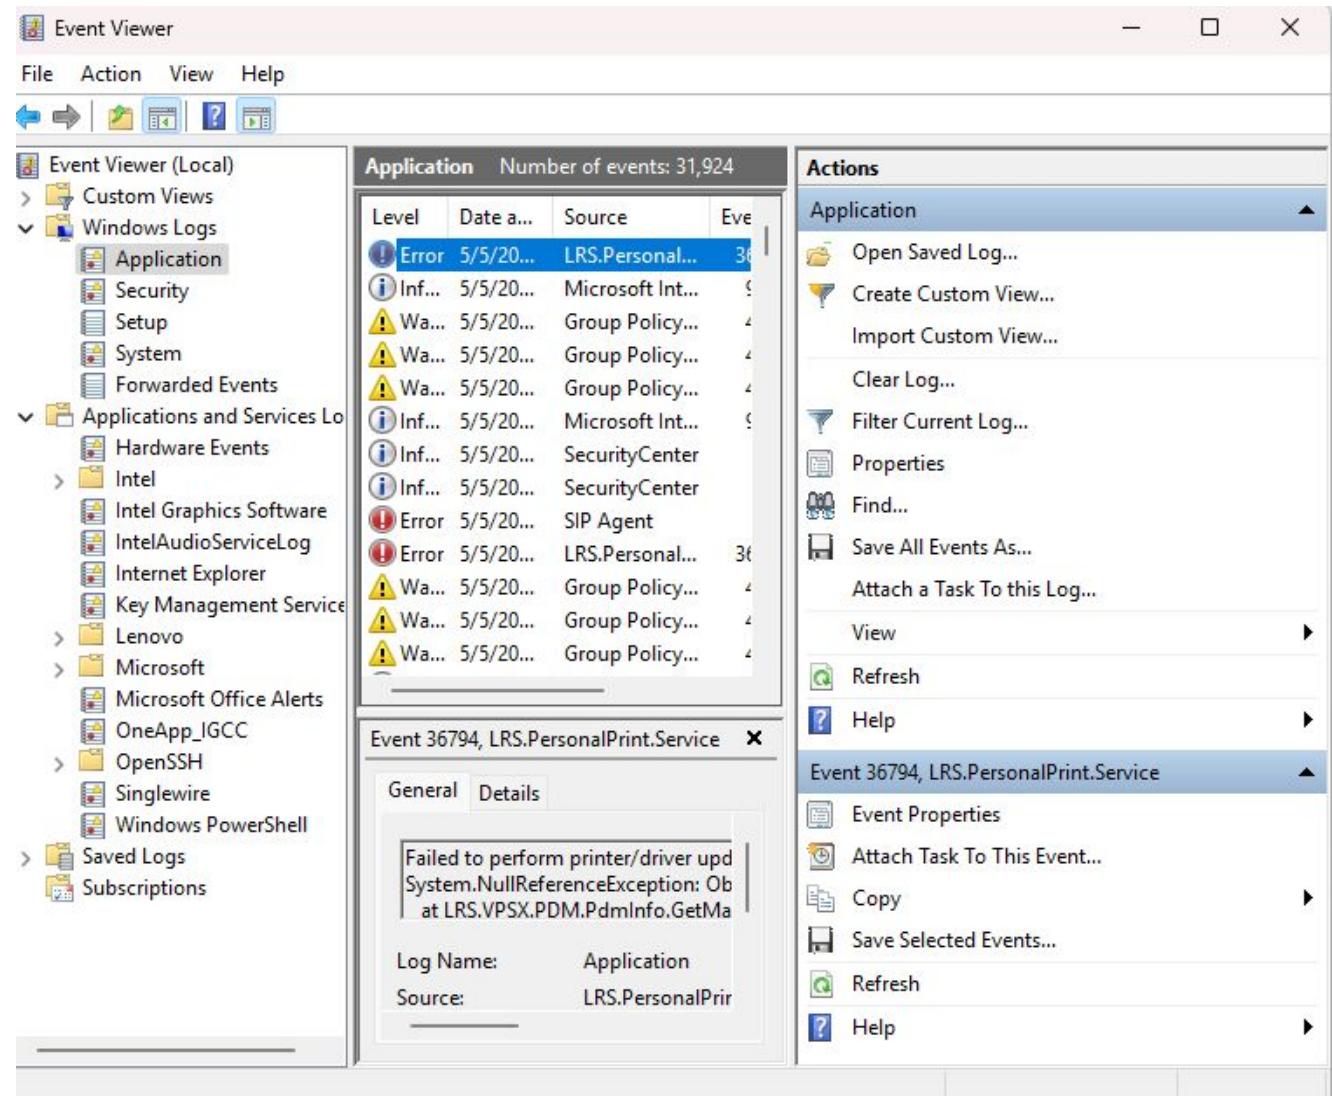 Event Viewer
File Action View Help
Event Viewer (Local)
Custom Views
Windows Logs
Application
Security
Setup
System
Forwarded Events
Applications and Services Lo
Hardware Events
Intel
Intel Graphics Software
IntelAudioServiceLog
Internet Explorer
Key Management Service
Lenovo
Microsoft
Microsoft Office Alerts
OneApp_IGCC
OpenSSH
Singlewire
Windows PowerShell
Saved Logs
Subscriptions
Application Number of events: 31,924
Level Date a... Source Eve
Error 5/5/20... LRS.Personal... 36
Inf... 5/5/20... Microsoft Int...
Wa... 5/5/20... Group Policy...
Wa... 5/5/20... Group Policy...
Wa... 5/5/20... Group Policy...
Inf... 5/5/20... Microsoft Int...
Inf... 5/5/20... SecurityCenter
Inf... 5/5/20... SecurityCenter
Error 5/5/20... SIP Agent
Error 5/5/20... LRS.Personal... 36
Wa... 5/5/20... Group Policy...
Wa... 5/5/20... Group Policy...
Wa... 5/5/20... Group Policy...
Event 36794, LRS.PersonalPrint.Service
General Details
Failed to perform printer/driver upd
System.NullReferenceException: Ob
at LRS.VPSX.PDM.PdmInfo.GetMa
Log Name: Application
Source: LRS.PersonalPrin
Actions
Application
Open Saved Log...
Create Custom View...
Import Custom View...
Clear Log...
Filter Current Log...
Properties
Find...
Save All Events As...
Attach a Task To this Log...
View
Refresh
Help
Event 36794, LRS.PersonalPrint.Service
Event Properties
Attach Task To This Event...
Copy
Save Selected Events...
Refresh
Help